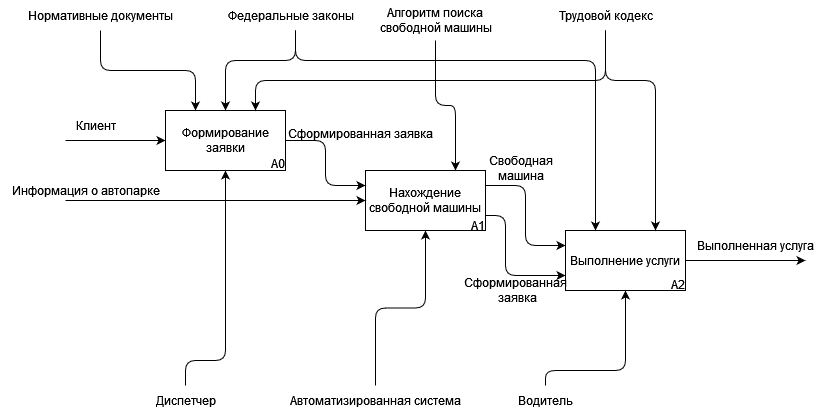 Нормативные документы
Федеральные законы
Алгоритм поиска
свободной машины
Трудовой кодекс
Клиент
Формирование
заявки
A0
Сформированная заявка
Информация о автопарке
Нахождение
свободной машины
A1
Свободная
машина
Сформированная
заявка
Выполнение услуги
A2
Выполненная услуга
Диспетчер
Автоматизированная система
Водитель